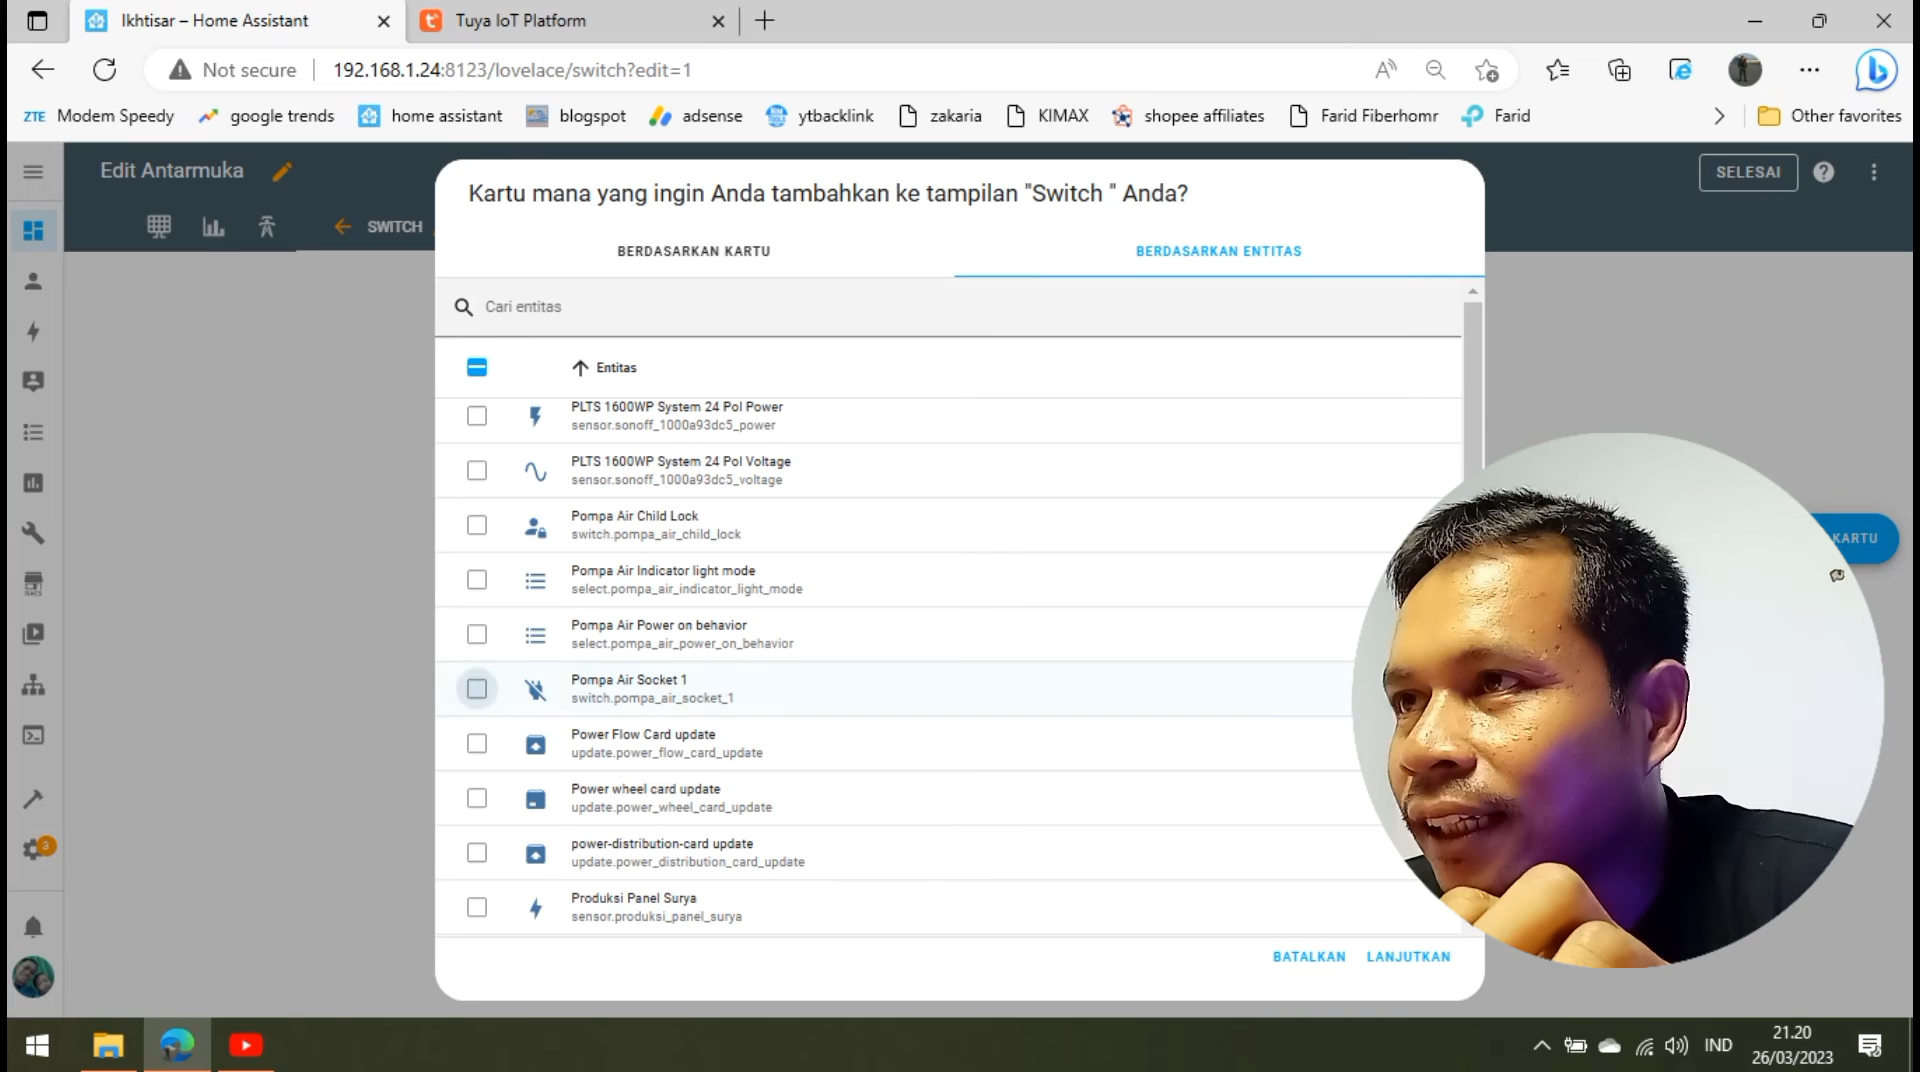 Ikhtisar – Home Assistant
Tuya IoT Platform
Not secure
192.168.1.24:8123/lovelace/switch?edit=1
ZTE
Modem Speedy
google trends
home assistant
blogspot
adsense
ytbacklink
zakaria
KIMAX
shopee affiliates
Farid Fiberhomr
Farid
Other favorites
Edit Antarmuka
SELESAI
SWITCH
Kartu mana yang ingin Anda tambahkan ke tampilan "Switch " Anda?
BERDASARKAN KARTU
BERDASARKAN ENTITAS
Cari entitas
Entitas
PLTS 1600WP System 24 Pol Power
sensor.sonoff_1000a93dc5_power
PLTS 1600WP System 24 Pol Voltage
sensor.sonoff_1000a93dc5_voltage
Pompa Air Child Lock
switch.pompa_air_child_lock
KARTU
Pompa Air Indicator light mode
select.pompa_air_indicator_light_mode
HACS
Pompa Air Power on behavior
select.pompa_air_power_on_behavior
Pompa Air Socket 1
switch.pompa_air_socket_1
Power Flow Card update
update.power_flow_card_update
Power wheel card update
update.power_wheel_card_update
3
power-distribution-card update
update.power_distribution_card_update
Produksi Panel Surya
sensor.produksi_panel_surya
BATALKAN
LANJUTKAN
IND
21.20
26/03/2023